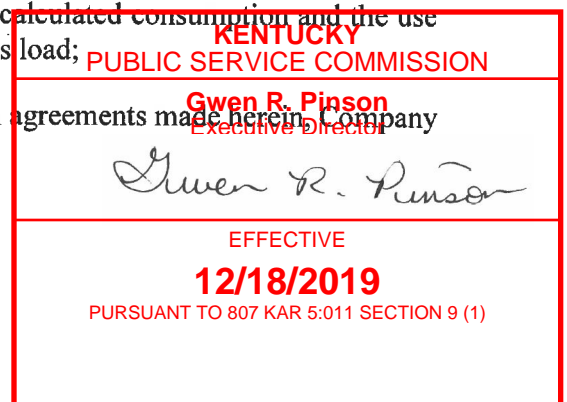 calculated consumption and the use
KENTUCKY
s load;
PUBLIC SERVICE COMMISSION
Gwen R. Pinson
agreements made herein, Company
Executive Director
Gwen R. Pinson
EFFECTIVE
12/18/2019
PURSUANT TO 807 KAR 5:011 SECTION 9 (1)